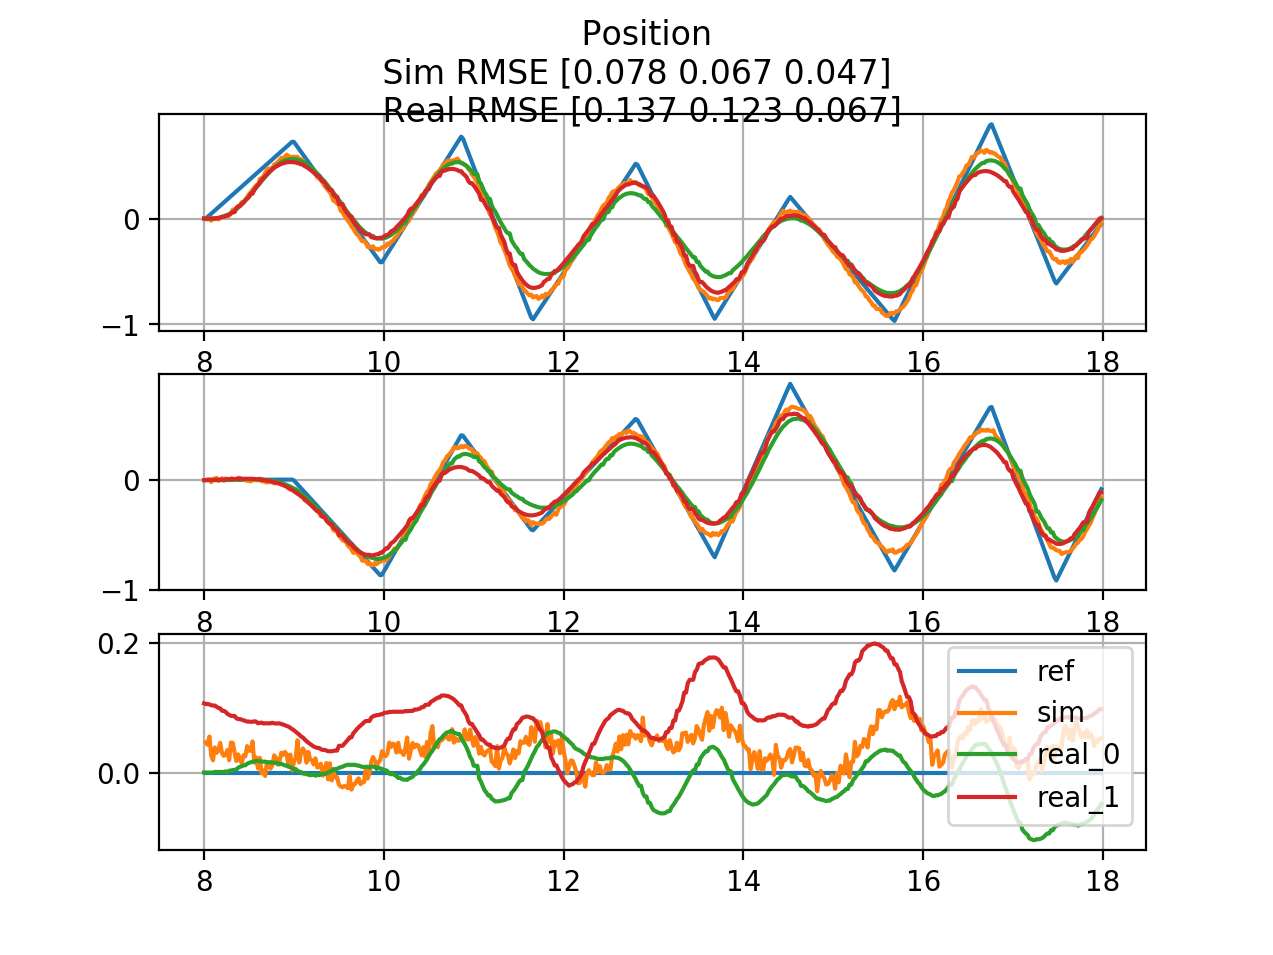 Position
Sim RMSE [0.078 0.067 0.047]
Real RMSE [0.137 0.123 0.067]
0
−1
8 10 12 14 16 18
0
−1
8 10 12 14 16 18
0.2
0.0
ref
sim
real_0
real_1
8 10 12 14 16 18